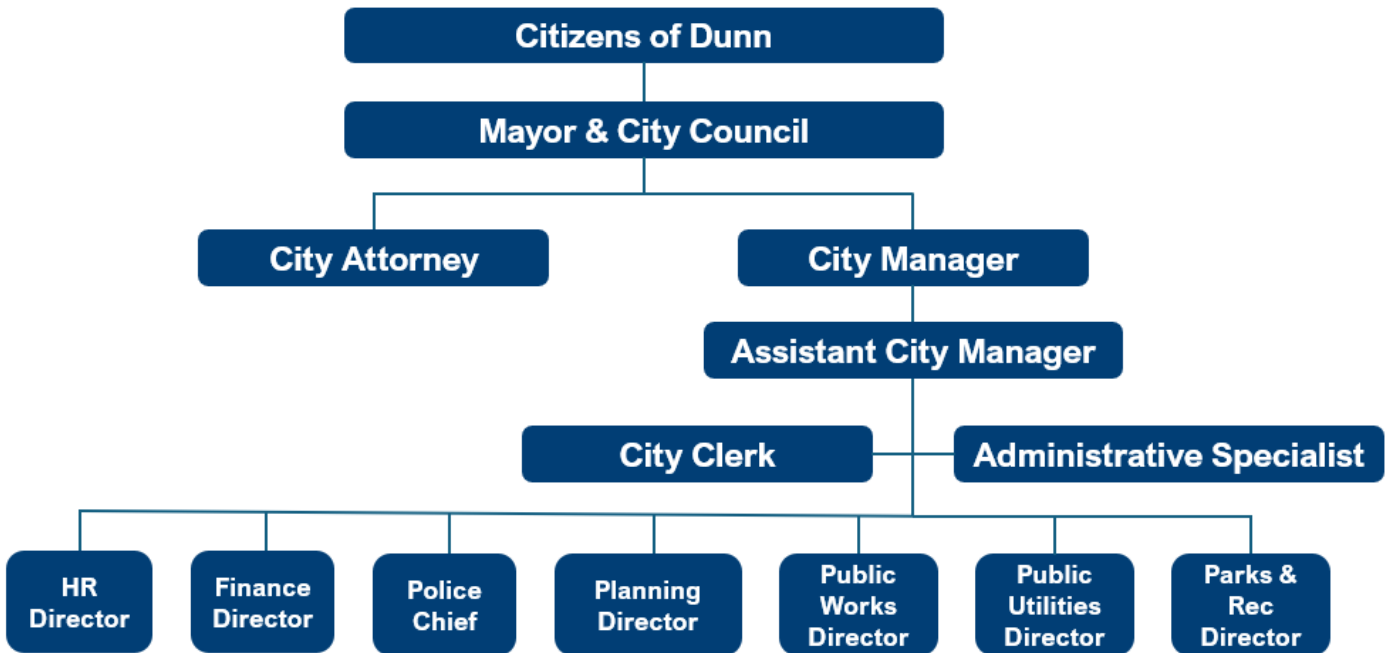 Citizens of Dunn
Mayor & City Council
City Attorney
City Manager
Assistant City Manager
City Clerk
Administrative Specialist
HR
Director
Finance
Director
Police
Chief
Planning
Director
Public
Works
Director
Public
Utilities
Director
Parks &
Rec
Director